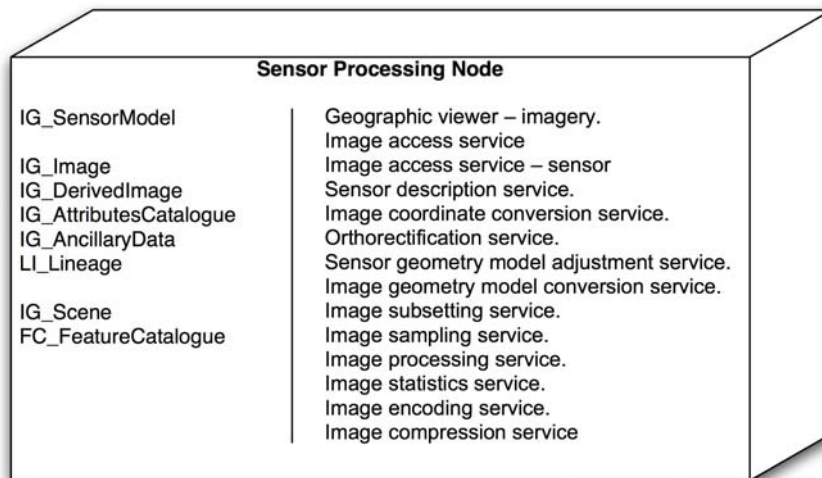 Sensor Processing Node
IG_SensorModel
IG_Image
IG_DerivedImage
IG_AttributesCatalogue
IG_AncillaryData
LI_Lineage
IG_Scene
FC_FeatureCatalogue
Geographic viewer – imagery.
Image access service
Image access service – sensor
Sensor description service.
Image coordinate conversion service.
Orthorectification service.
Sensor geometry model adjustment service.
Image geometry model conversion service.
Image subsetting service.
Image sampling service.
Image processing service.
Image statistics service.
Image encoding service.
Image compression service